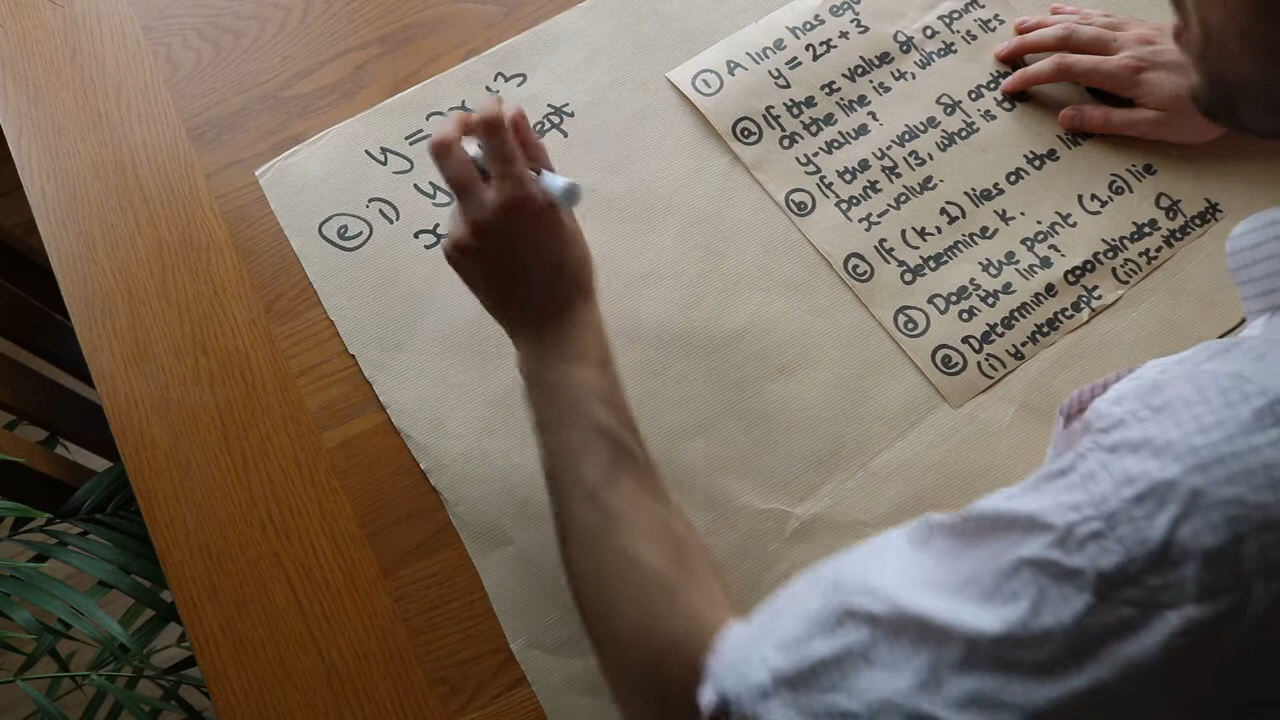 y = 2x + 3
e i) y
ept
x
1 A line has equ
y = 2x + 3
a If the x value of a point
on the line is 4, what is its
y-value?
b If the y-value of anoth
point is 13, what is the
x-value.
c If (k, 1) lies on the line
determine k.
d Does the point (1,6) lie
on the line?
e Determine coordinate of
(i) y-intercept (ii) x-intercept